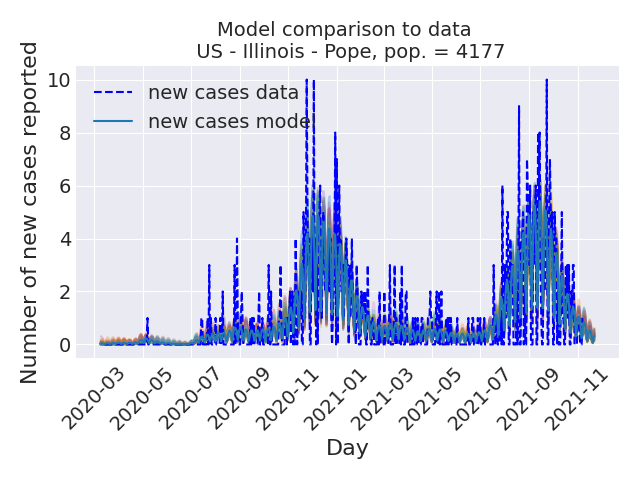 Model comparison to data
US - Illinois - Pope, pop. = 4177
Number of new cases reported
10
8
6
4
2
0
new cases data
new cases model
2020-03
2020-05
2020-07
2020-09
2020-11
2021-01
2021-03
2021-05
2021-07
2021-09
2021-11
Day